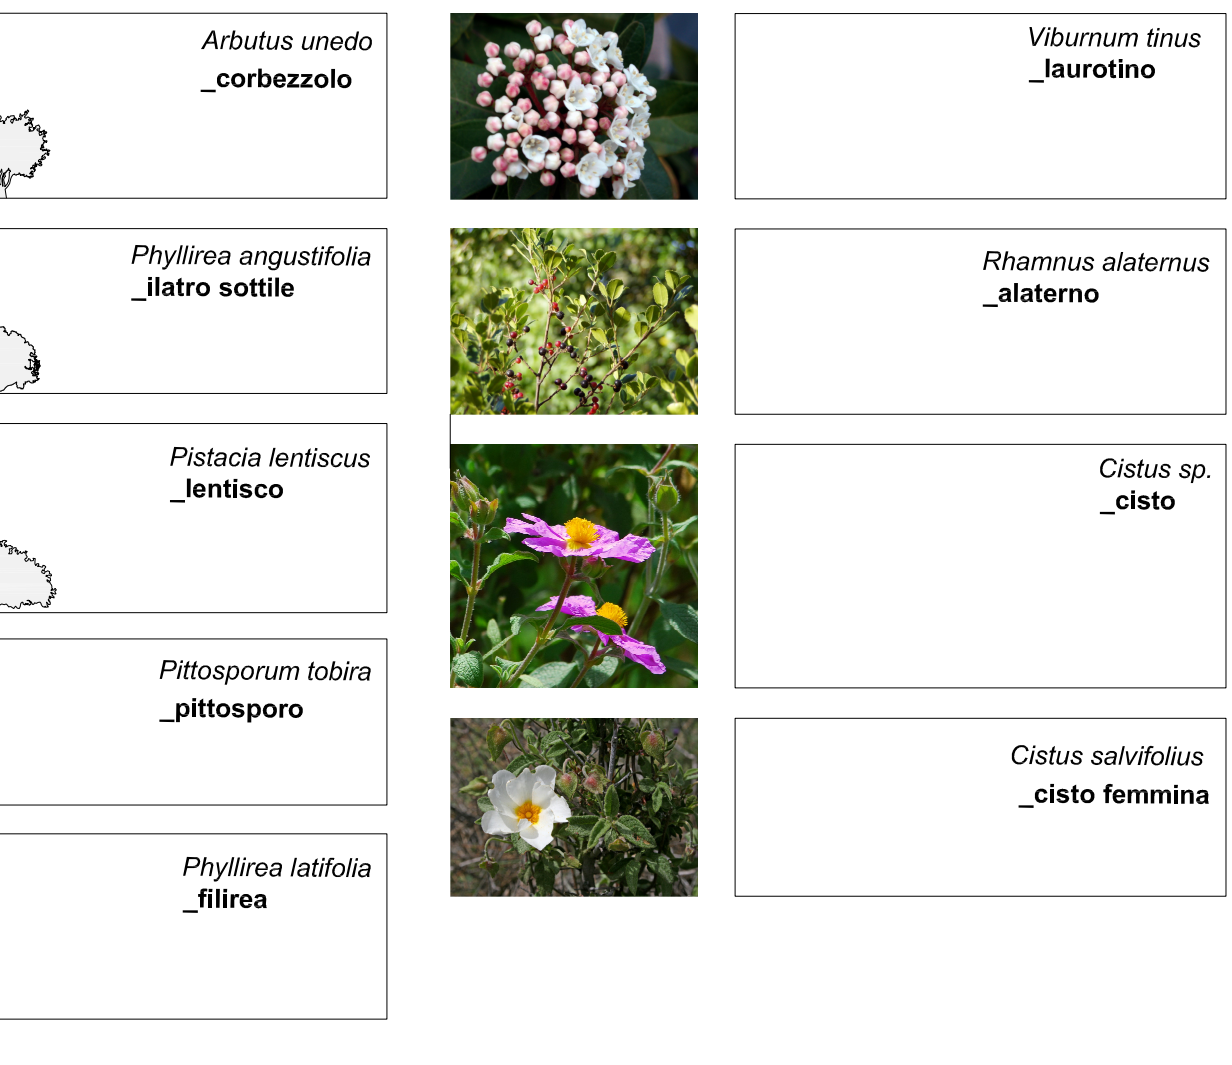 Arbutus unedo
_corbezzolo
Phyllirea angustifolia
_ilatro sottile
Pistacia lentiscus
_lentisco
Pittosporum tobira
_pittosporo
Phyllirea latifolia
_filirea
Viburnum tinus
_laurotino
Rhamnus alaternus
_alaterno
Cistus sp.
_cisto
Cistus salvifolius
_cisto femmina